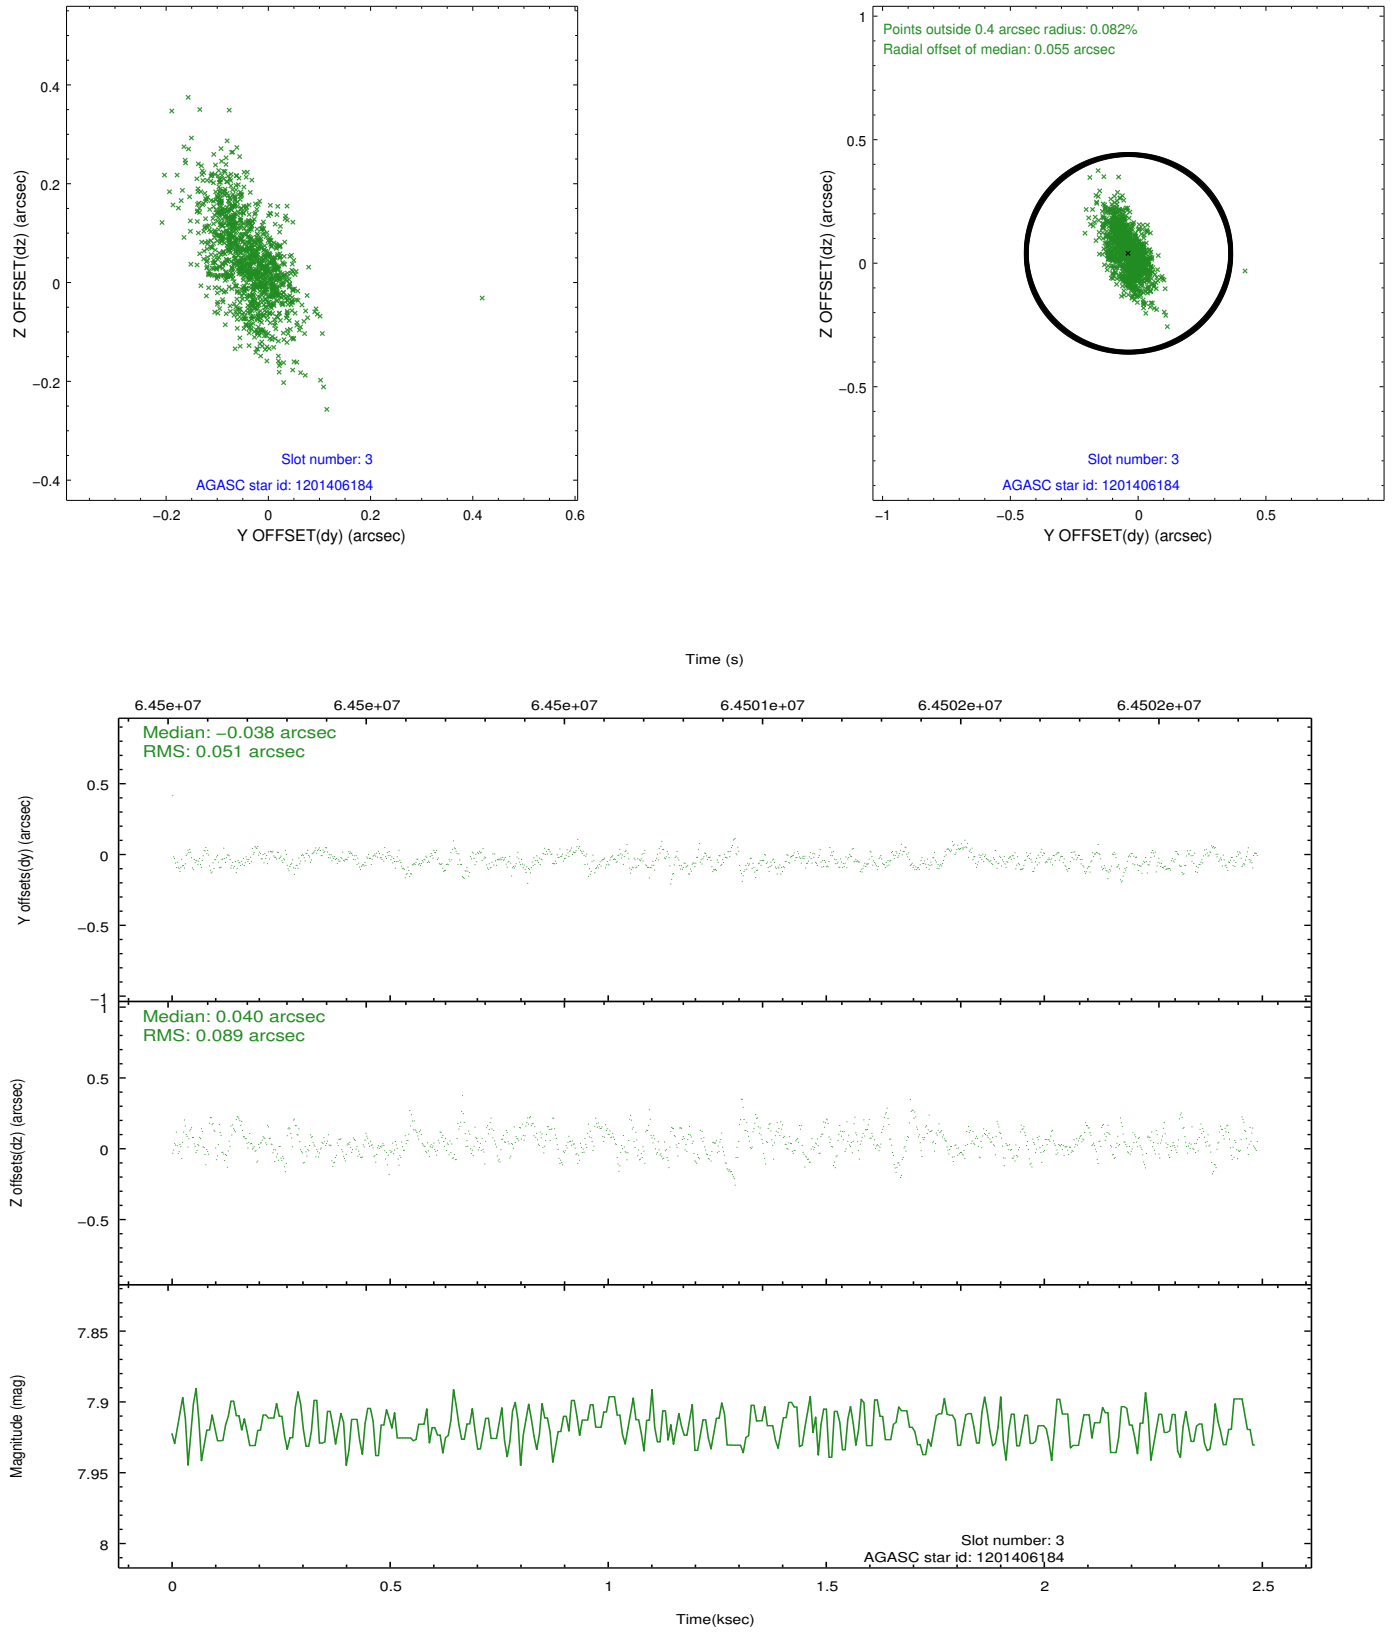 0.4
0.2
0
−0.2
−0.4
Z OFFSET(dz) (arcsec)
−0.2
0
0.2
0.4
0.6
Y OFFSET(dy) (arcsec)
Slot number: 3
AGASC star id: 1201406184
Points outside 0.4 arcsec radius: 0.082%
Radial offset of median: 0.055 arcsec
1
0.5
0
−0.5
Z OFFSET(dz) (arcsec)
−1
−0.5
0
0.5
Y OFFSET(dy) (arcsec)
Slot number: 3
AGASC star id: 1201406184
Time (s)
6.45e+07
6.45e+07
6.45e+07
6.4501e+07
6.4502e+07
6.4502e+07
Median: −0.038 arcsec
RMS: 0.051 arcsec
0.5
0
−0.5
−1
Y offsets(dy) (arcsec)
Median: 0.040 arcsec
RMS: 0.089 arcsec
1
0.5
0
−0.5
Z offsets(dz) (arcsec)
7.85
7.9
7.95
8
Magnitude (mag)
Slot number: 3
AGASC star id: 1201406184
0
0.5
1
1.5
2
2.5
Time(ksec)